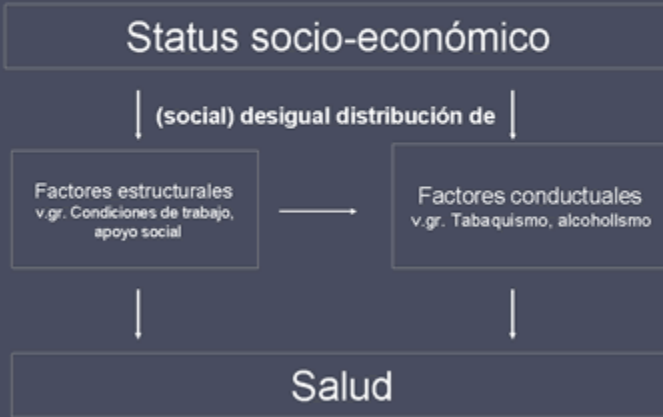 Status socio-económico
(social) desigual distribución de
Factores estructurales
v.gr. Condiciones de trabajo,
apoyo social
Factores conductuales
v.gr. Tabaquismo, alcohollsmo
Salud